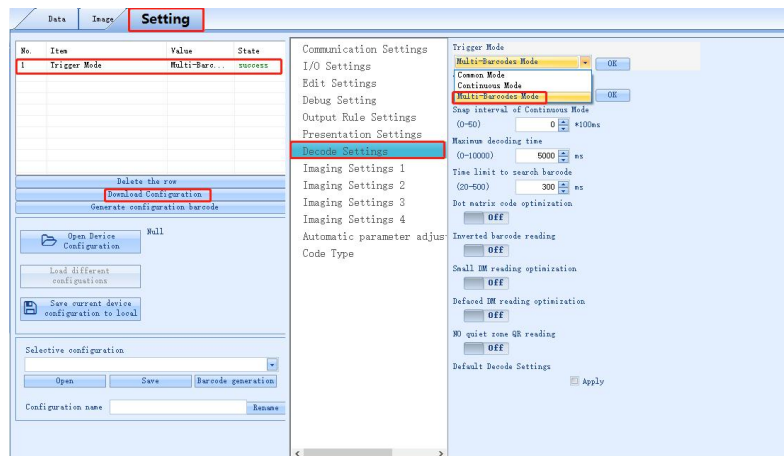 Data Image Setting
No. Item Value State
1 Trigger Mode Multi-Barc... success
Delete the row
Download Configuration
Generate configuration barcode
Open Device Configuration
Null
Load different configuations
Save current device configuration to local
Selective configuration
Open Save Barcode generation
Configuration name Rename
Communication Settings
I/O Settings
Edit Settings
Debug Setting
Output Rule Settings
Presentation Settings
Decode Settings
Imaging Settings 1
Imaging Settings 2
Imaging Settings 3
Imaging Settings 4
Automatic parameter adjus
Code Type
Trigger Mode
Multi-Barcodes Mode OK
Common Mode
Continuous Mode
Multi-Barcodes Mode OK
Snap interval of Continuous Mode
(0-50) 0 *100ms
Maximum decoding time
(0-10000) 5000 ms
Time limit to search barcode
(20-500) 300 ms
Dot matrix code optimization
Off
Inverted barcode reading
Off
Small DM reading optimization
Off
Defaced DM reading optimization
Off
NO quiet zone QR reading
Off
Default Decode Settings
Apply